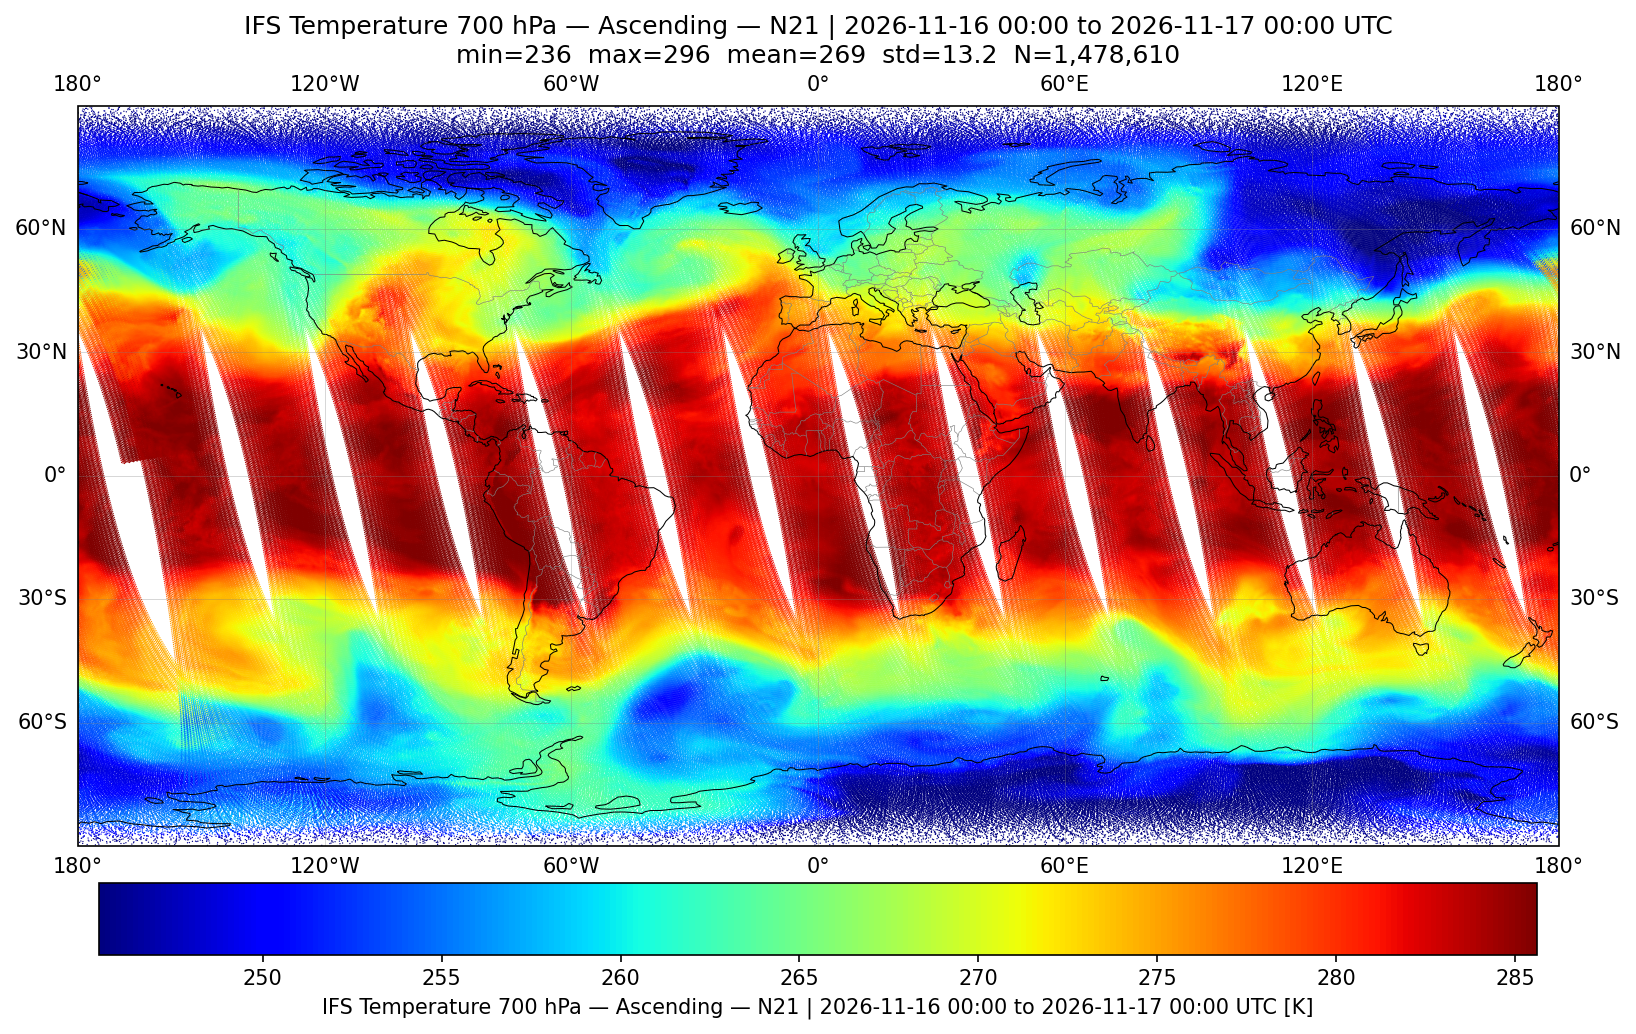 IFS Temperature 700 hPa — Ascending — N21 | 2026-11-16 00:00 to 2026-11-17 00:00 UTC
min=236  max=296  mean=269  std=13.2  N=1,478,610
180° 120°W 60°W 0° 60°E 120°E 180°
60°N 60°N
30°N 30°N
0° 0°
30°S 30°S
60°S 60°S
180° 120°W 60°W 0° 60°E 120°E 180°
250 255 260 265 270 275 280 285
IFS Temperature 700 hPa — Ascending — N21 | 2026-11-16 00:00 to 2026-11-17 00:00 UTC [K]